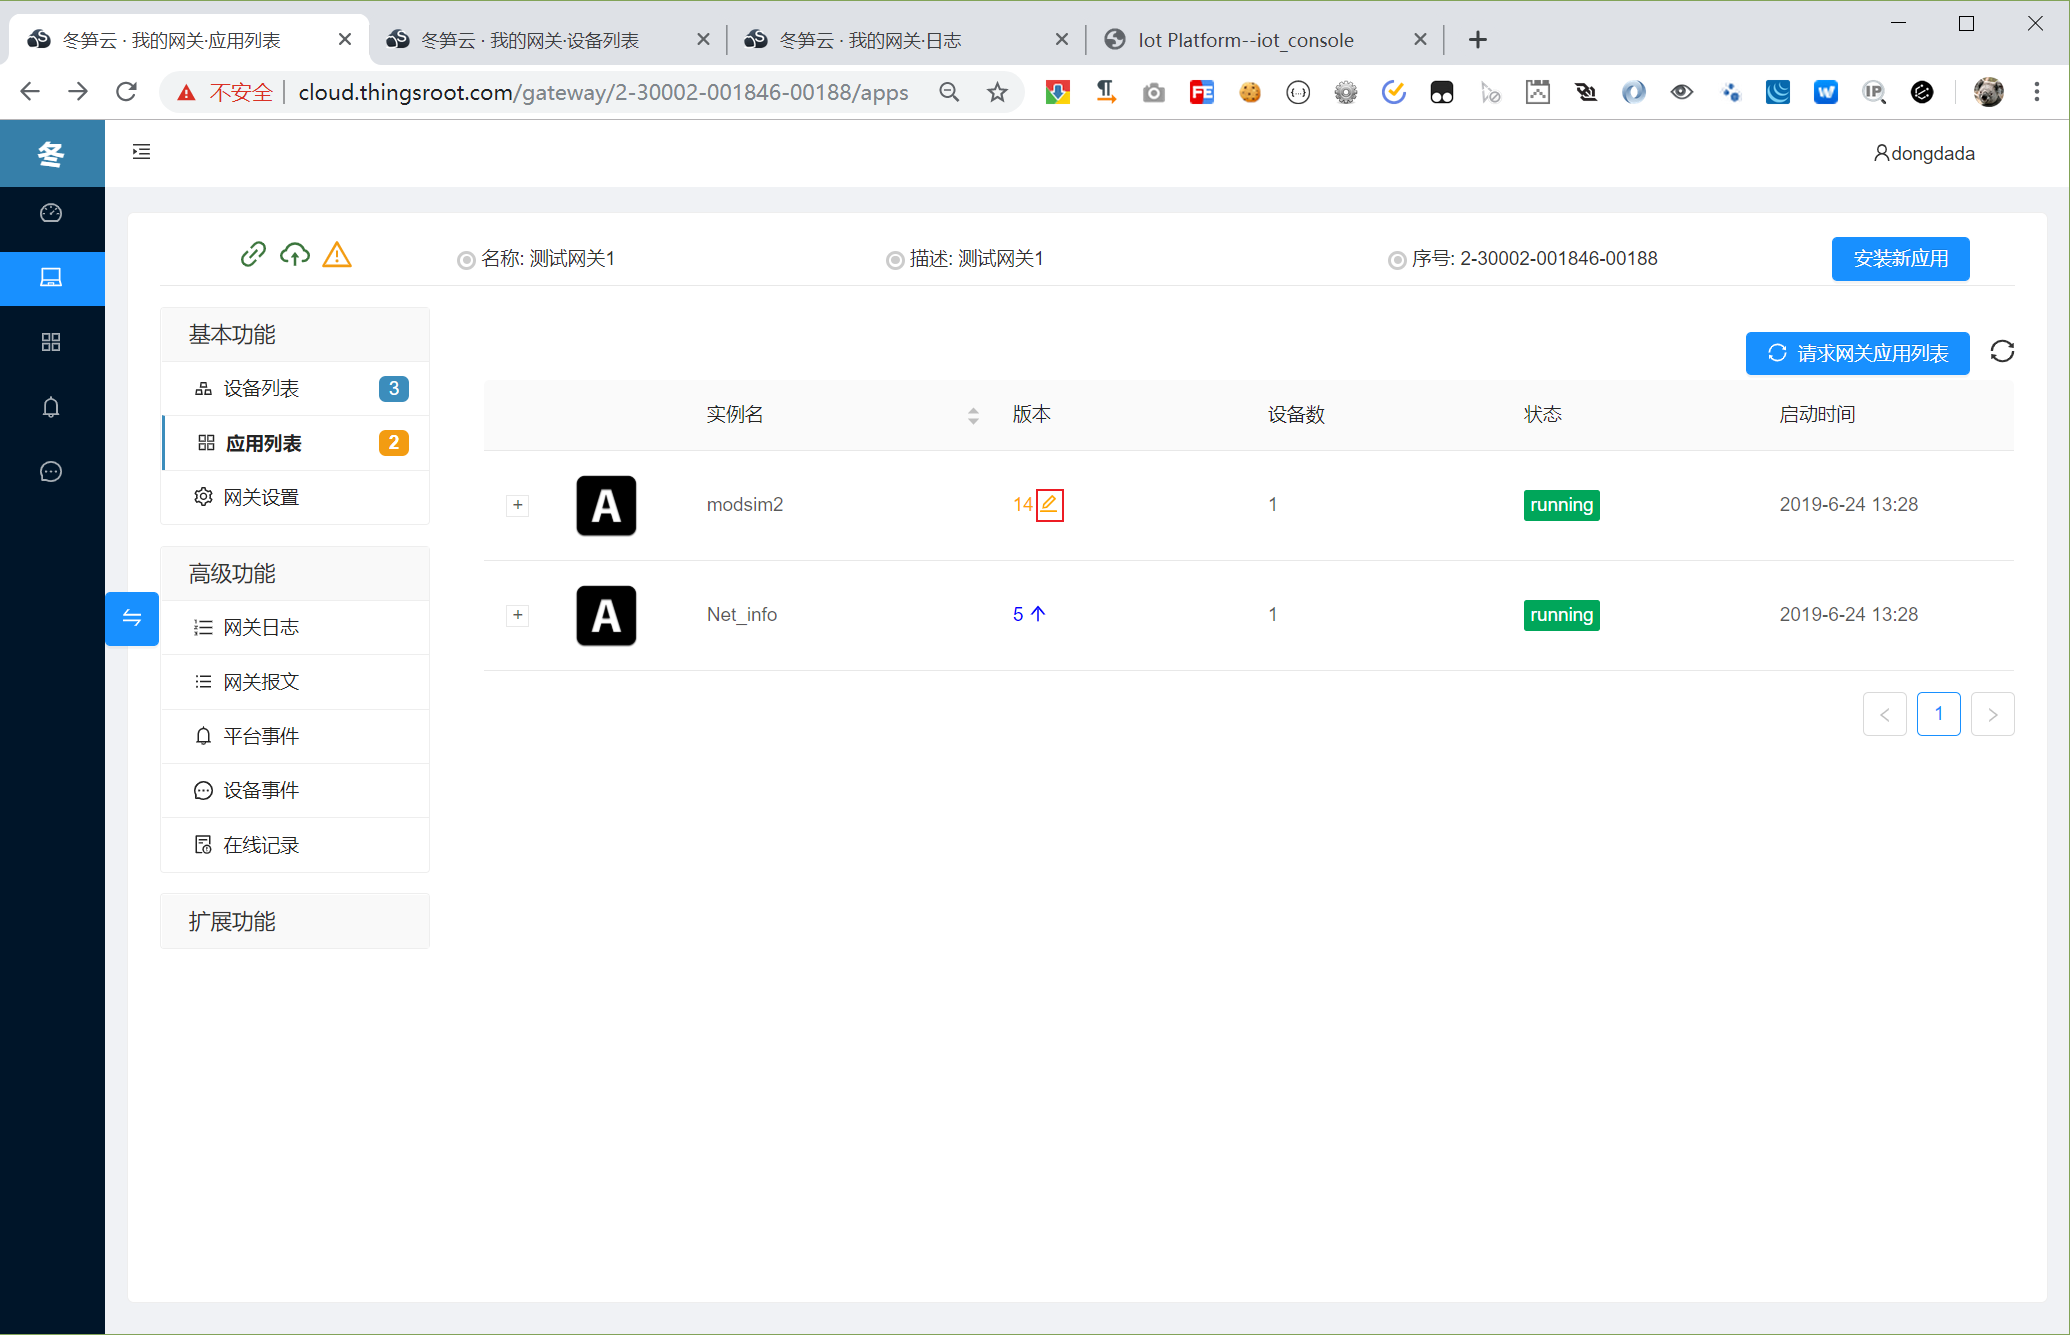 冬笋云 · 我的网关·应用列表
冬笋云 · 我的网关·设备列表
冬笋云 · 我的网关·日志
Iot Platform--iot_console
不安全
cloud.thingsroot.com/gateway/2-30002-001846-00188/apps
FE
W
IP
冬
dongdada
名称: 测试网关1
描述: 测试网关1
序号: 2-30002-001846-00188
安装新应用
基本功能
设备列表 3
应用列表 2
网关设置
高级功能
网关日志
网关报文
平台事件
设备事件
在线记录
扩展功能
请求网关应用列表
实例名 版本 设备数 状态 启动时间
+ A modsim2 14 1 running 2019-6-24 13:28
+ A Net_info 5 1 running 2019-6-24 13:28
< 1 >